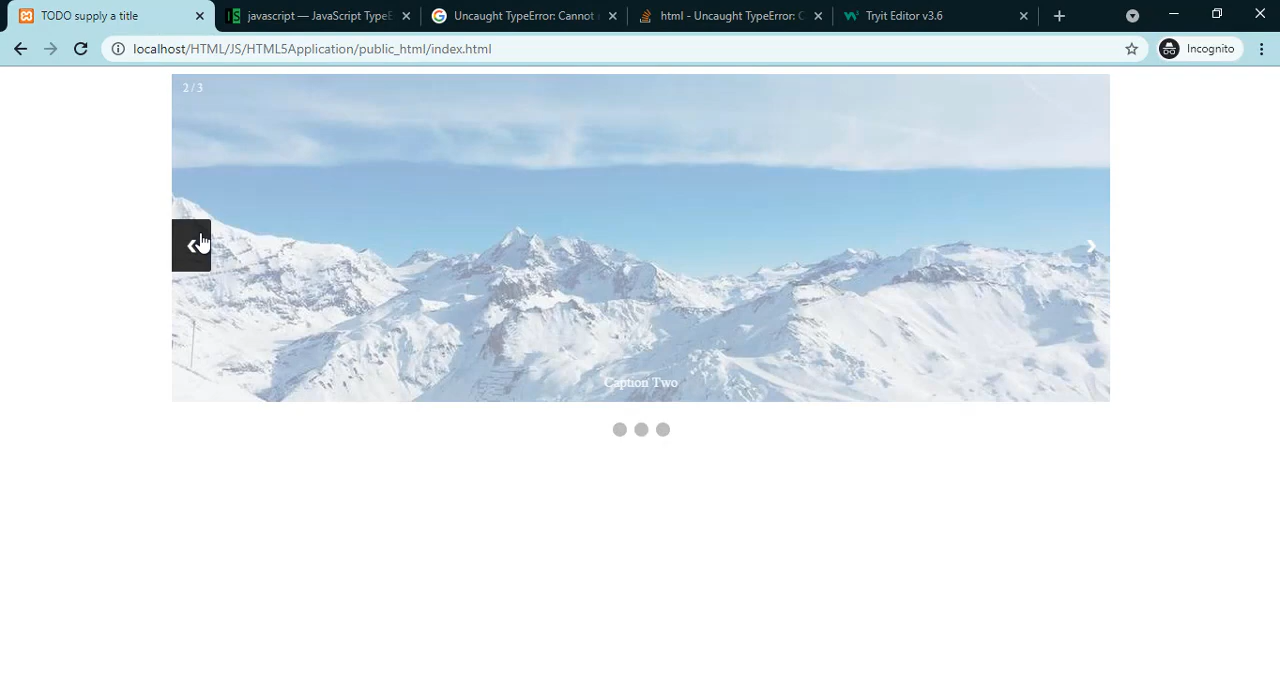 TODO supply a title
javascript — JavaScript TypeE
Uncaught TypeError: Cannot
html - Uncaught TypeError: C
Tryit Editor v3.6
localhost/HTML/JS/HTML5Application/public_html/index.html
Incognito
2 / 3
❮
❯
Caption Two